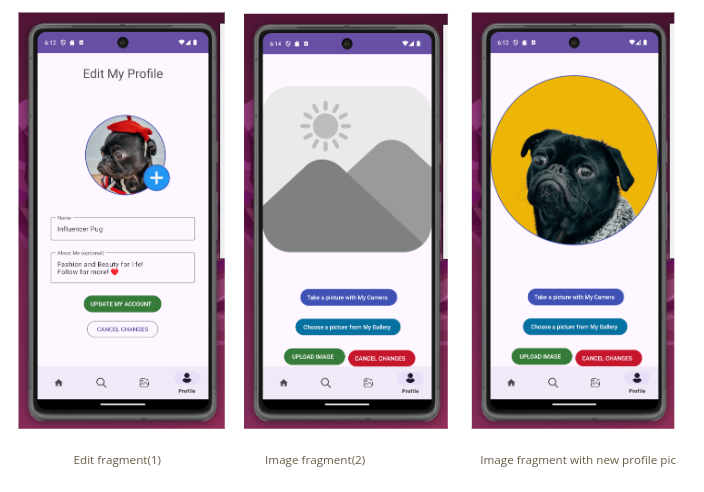 6:12
Edit My Profile
Name
Influencer Pug
About Me (optional)
Fashion and Beauty for life!
Follow for more! ❤️
UPDATE MY ACCOUNT
CANCEL CHANGES
Profile
Edit fragment(1)
6:14
Take a picture with My Camera
Choose a picture from My Gallery
UPLOAD IMAGE
CANCEL CHANGES
Profile
Image fragment(2)
6:12
Take a picture with My Camera
Choose a picture from My Gallery
UPLOAD IMAGE
CANCEL CHANGES
Profile
Image fragment with new profile pic